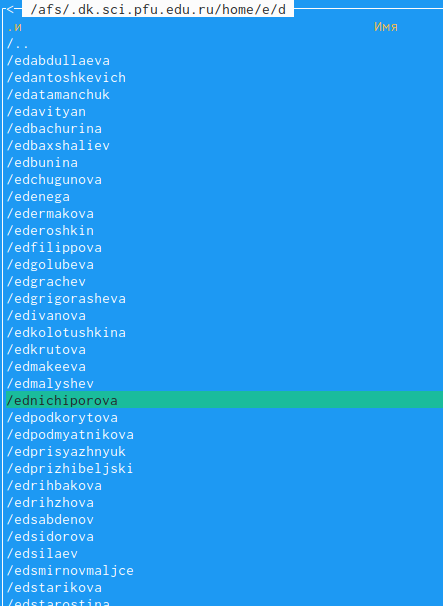 <─ /afs/.dk.sci.pfu.edu.ru/home/e/d
.и Имя
/..
/edabdullaeva
/edantoshkevich
/edatamanchuk
/edavityan
/edbachurina
/edbaxshaliev
/edbunina
/edchugunova
/edenega
/edermakova
/ederoshkin
/edfilippova
/edgolubeva
/edgrachev
/edgrigorasheva
/edivanova
/edkolotushkina
/edkrutova
/edmakeeva
/edmalyshev
/ednichiporova
/edpodkorytova
/edpodmyatnikova
/edprisyazhnyuk
/edprizhibeljski
/edrihbakova
/edrihzhova
/edsabdenov
/edsidorova
/edsilaev
/edsmirnovmaljce
/edstarikova
/edstarostina